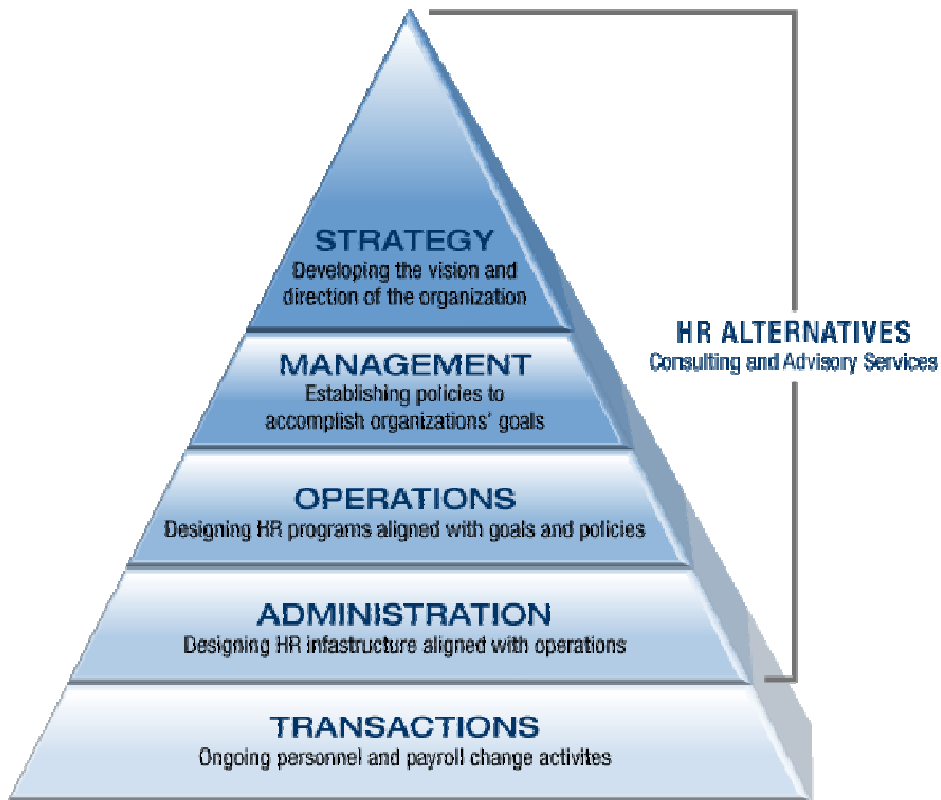 STRATEGY
Developing the vision and
direction of the organization
HR ALTERNATIVES
Consulting and Advisory Services
MANAGEMENT
Establishing policies to
accomplish organizations' goals
OPERATIONS
Designing HR programs aligned with goals and policies
ADMINISTRATION
Designing HR infastructure aligned with operations
TRANSACTIONS
Ongoing personnel and payroll change activites